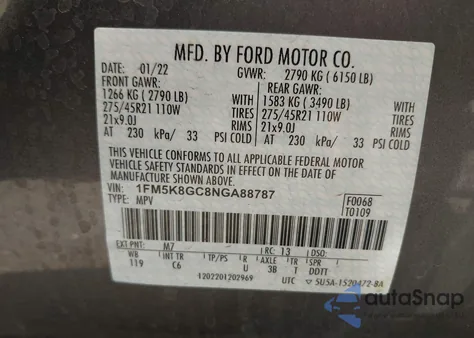 MFD. BY FORD MOTOR CO.
DATE: 01/22 GVWR: 2790 KG ( 6150 LB)
FRONT GAWR: REAR GAWR:
1266 KG ( 2790 LB) 1583 KG ( 3490 LB)
275/45R21 110W TIRES 275/45R21 110W TIRES
21x9.0J RIMS 21x9.0J RIMS
AT 230 kPa/ 33 PSI COLD AT 230 kPa/ 33 PSI COLD
THIS VEHICLE CONFORMS TO ALL APPLICABLE FEDERAL MOTOR
VEHICLE SAFETY STANDARDS IN EFFECT ON THE DATE OF
MANUFACTURE SHOWN ABOVE.
VIN: 1FM5K8GC8NGA88787 F0068
TYPE: MPV T0109
EXT PNT: M7 RC: 13 DSO:
WB INT TR TP/PS R AXLE TR SPR
119 C6 U 3B T DDTT
1202201202969 UTC 5U5A-1520472-BA
autoSnap